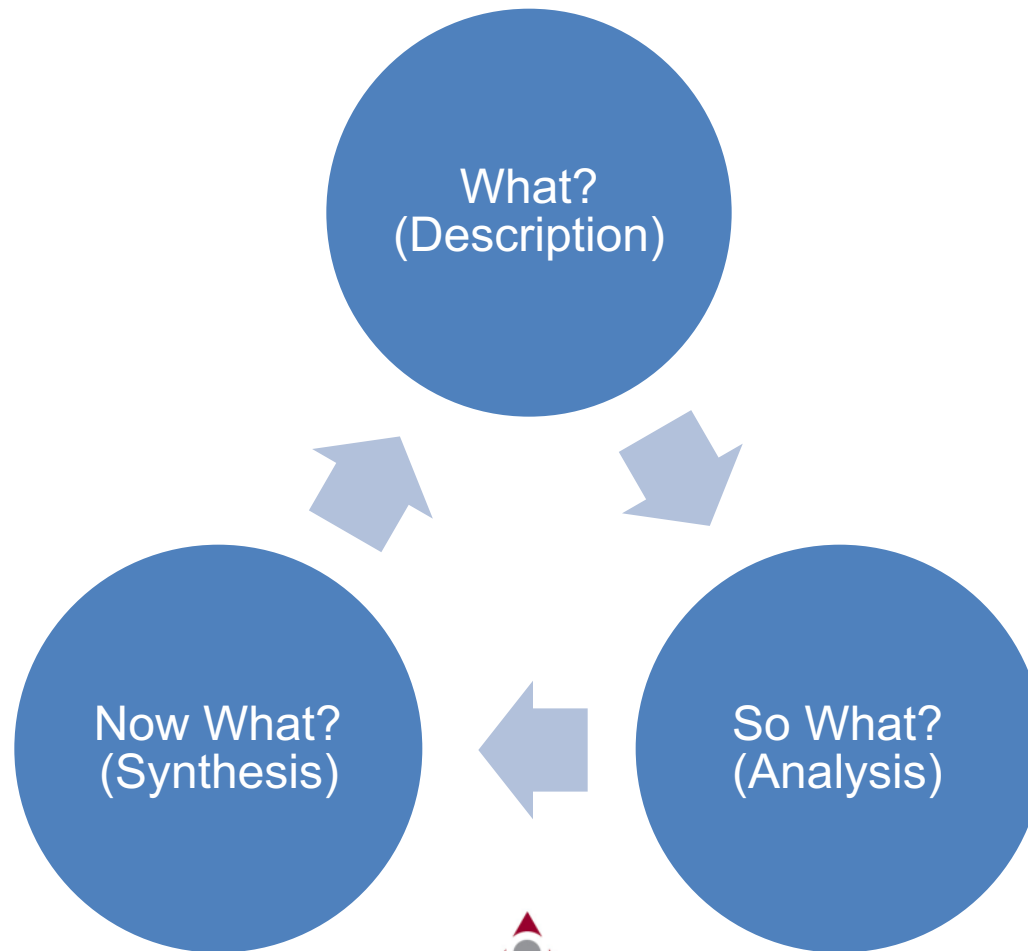 What?
(Description)
So What?
(Analysis)
Now What?
(Synthesis)